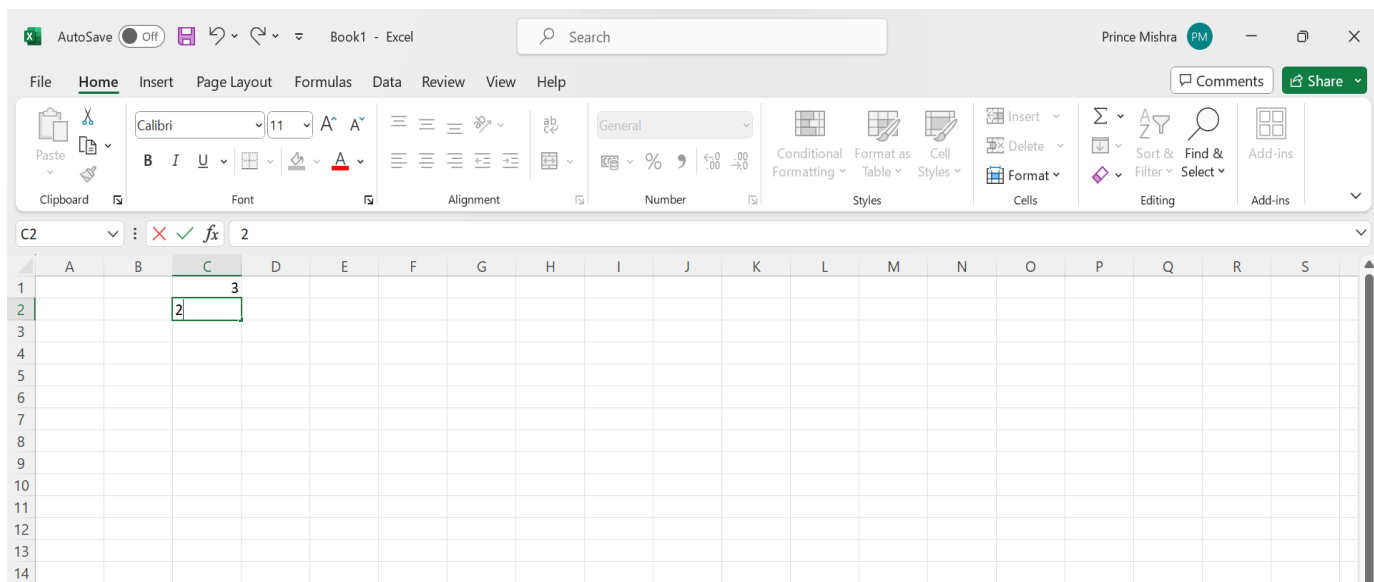 AutoSave Off Book1 - Excel Search Prince Mishra PM
File Home Insert Page Layout Formulas Data Review View Help Comments Share
Calibri 11 A^ A˅ ab General Σ Insert
Paste B I U A % 9 Conditional Format as Cell Delete Sort & Find & Add-ins
Formatting Table Styles Format Filter Select
Clipboard Font Alignment Number Styles Cells Editing Add-ins
C2 fx 2
A B C D E F G H I J K L M N O P Q R S
1 3
2 2
3
4
5
6
7
8
9
10
11
12
13
14